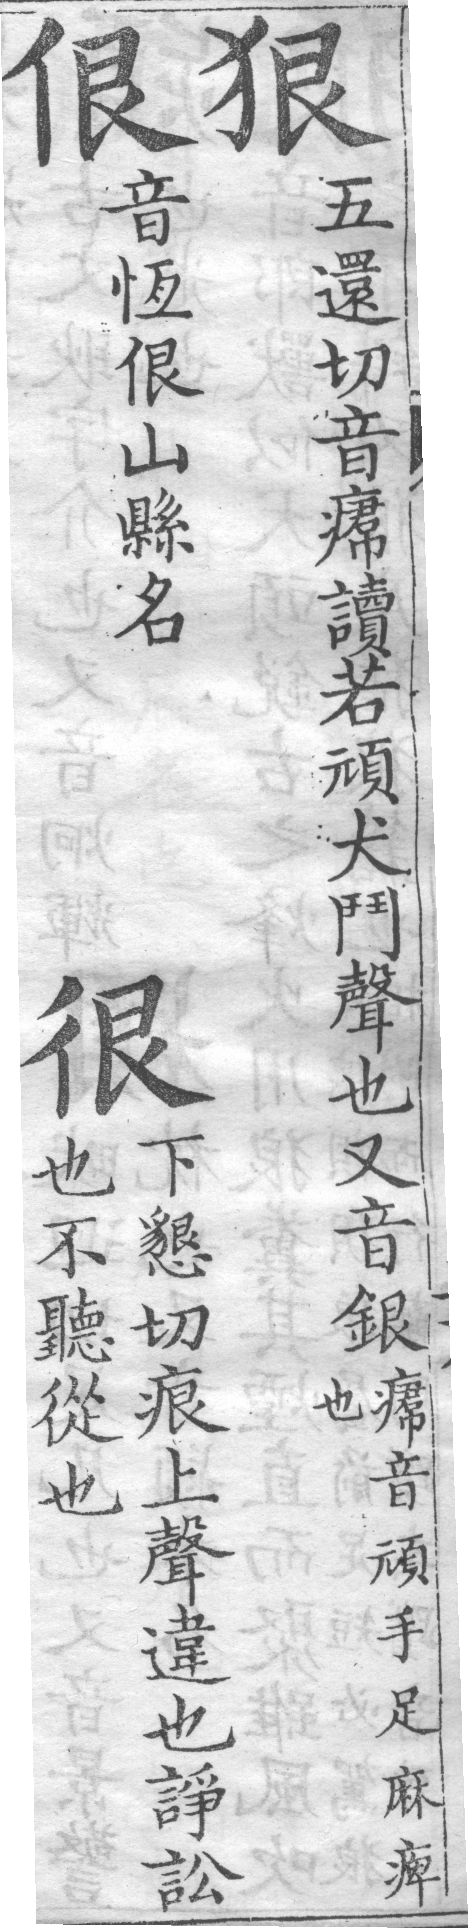 狠
五還切音𤸷讀若頑犬鬥聲也又音銀
𤸷音頑手足麻痺
也
佷
音恆佷山縣名
很
下懇切痕上聲違也諍訟
也不聽從也